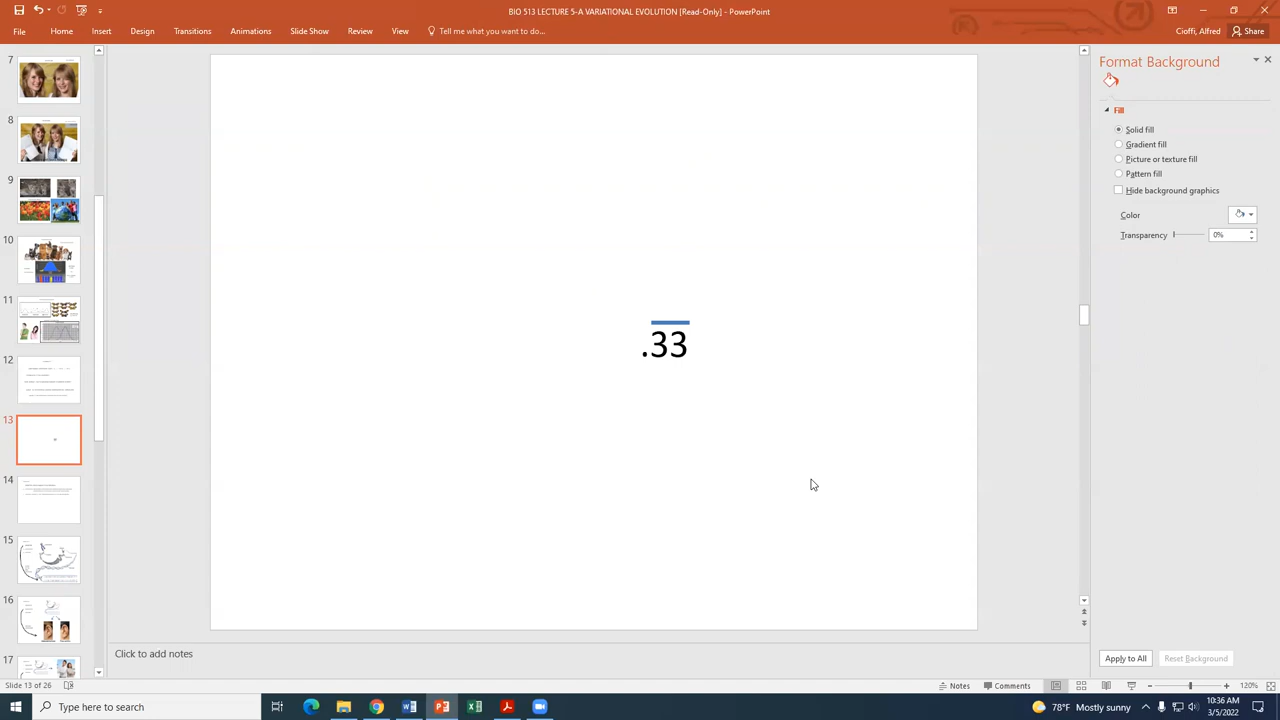 BIO 513 LECTURE 5-A VARIATIONAL EVOLUTION [Read-Only] - PowerPoint
File Home Insert Design Transitions Animations Slide Show Review View Tell me what you want to do... Cioffi, Alfred Share
7
8
9
10
11
12
13
14
15
16
17
.33
Format Background
Fill
Solid fill
Gradient fill
Picture or texture fill
Pattern fill
Hide background graphics
Color
Transparency 0%
Click to add notes
Apply to All Reset Background
Slide 13 of 26 Notes Comments 120%
Type here to search 78°F Mostly sunny 10:36 AM
3/5/2022